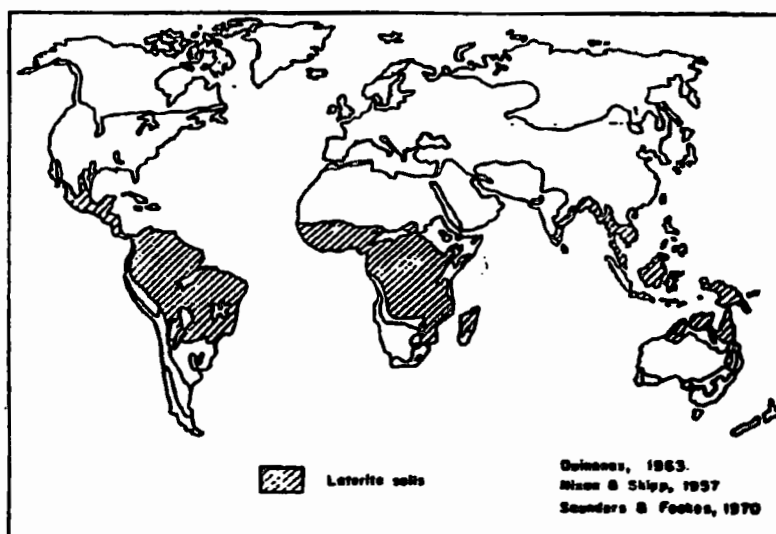 Laterite soils
Quinones, 1963.
Nixon & Skipp, 1957
Saunders & Fookes, 1970